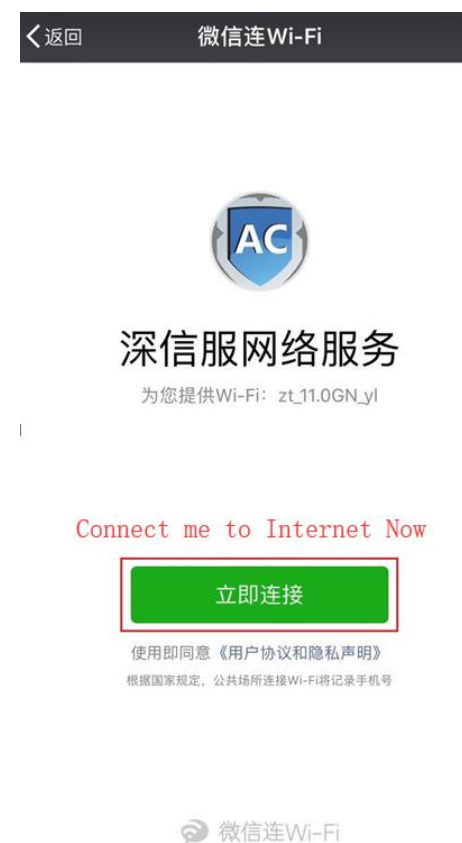 返回 微信连Wi-Fi
AC
深信服网络服务
为您提供Wi-Fi：zt_11.0GN_yl
Connect me to Internet Now
立即连接
使用即同意《用户协议和隐私声明》
根据国家规定，公共场所连接Wi-Fi将记录手机号
微信连Wi-Fi